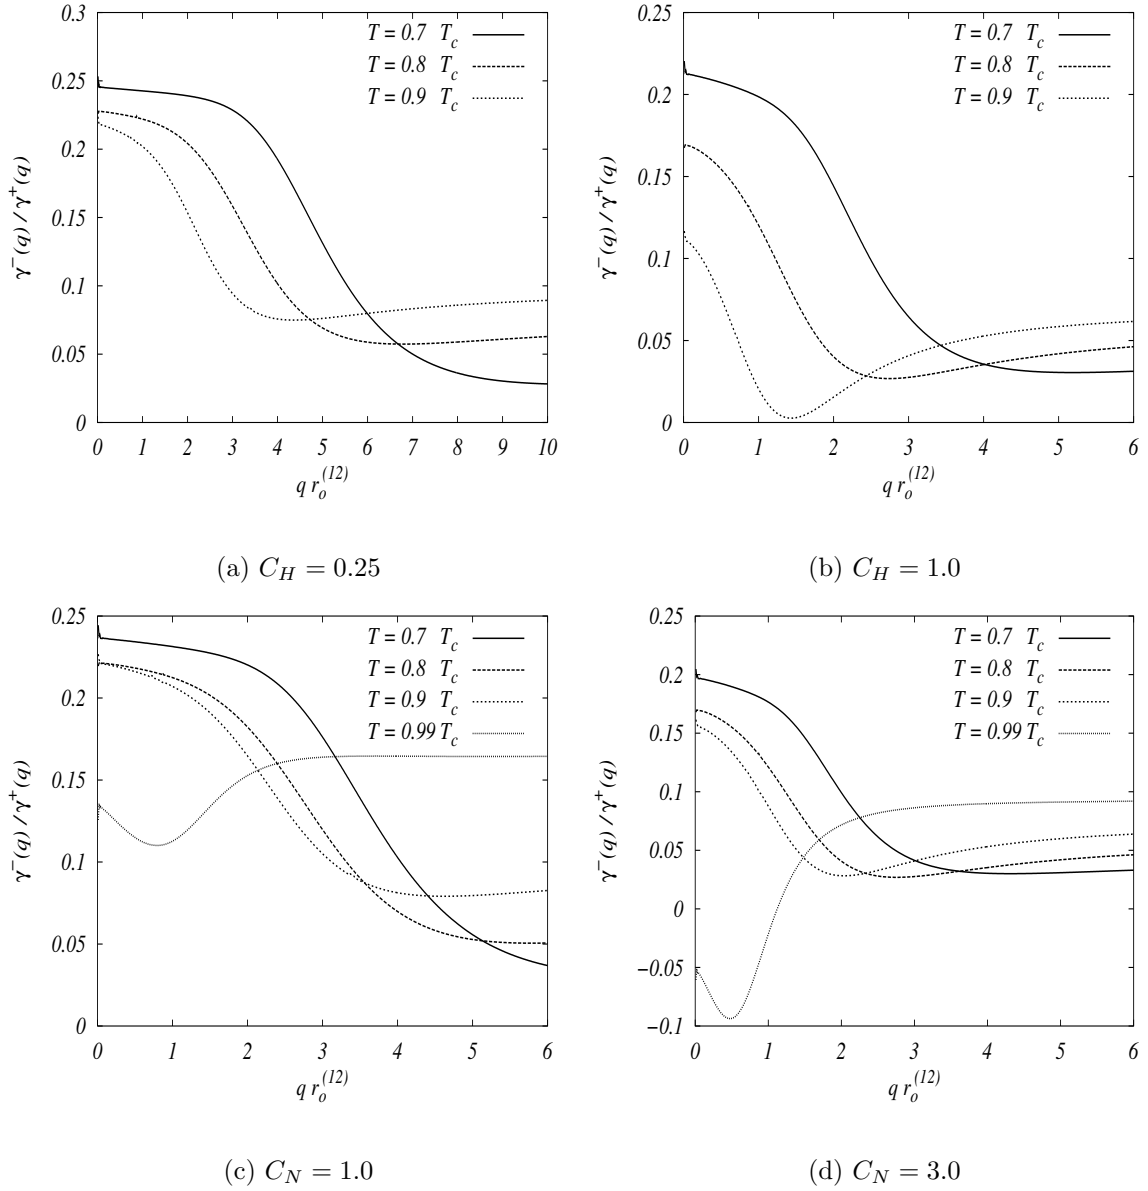 0.3
0.25
0.2
0.15
0.1
0.05
0
γ⁻(q) / γ⁺(q)
T = 0.7 T_c
T = 0.8 T_c
T = 0.9 T_c
0 1 2 3 4 5 6 7 8 9 10
q r_o^(12)
(a) C_H = 0.25
0.25
0.2
0.15
0.1
0.05
0
γ⁻(q) / γ⁺(q)
T = 0.7 T_c
T = 0.8 T_c
T = 0.9 T_c
0 1 2 3 4 5 6
q r_o^(12)
(b) C_H = 1.0
0.25
0.2
0.15
0.1
0.05
0
γ⁻(q) / γ⁺(q)
T = 0.7 T_c
T = 0.8 T_c
T = 0.9 T_c
T = 0.99 T_c
0 1 2 3 4 5 6
q r_o^(12)
(c) C_N = 1.0
0.25
0.2
0.15
0.1
0.05
0
−0.05
−0.1
γ⁻(q) / γ⁺(q)
T = 0.7 T_c
T = 0.8 T_c
T = 0.9 T_c
T = 0.99 T_c
0 1 2 3 4 5 6
q r_o^(12)
(d) C_N = 3.0